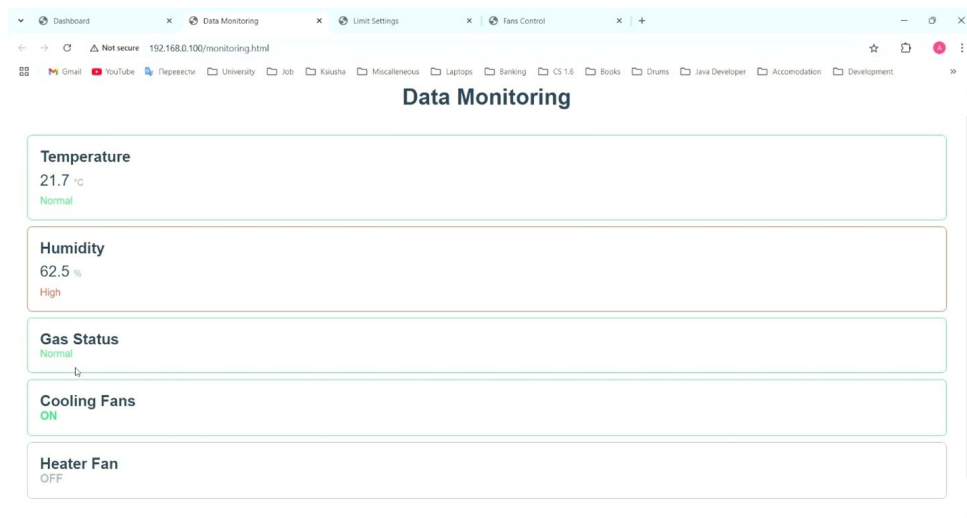 Dashboard Data Monitoring Limit Settings Fans Control
Not secure 192.168.0.100/monitoring.html A
Gmail YouTube Перевести University Job Ksiusha Miscalleneous Laptops Banking CS 1.6 Books Drums Java Developer Accomodation Development
Data Monitoring
Temperature
21.7 °C
Normal
Humidity
62.5 %
High
Gas Status
Normal
Cooling Fans
ON
Heater Fan
OFF